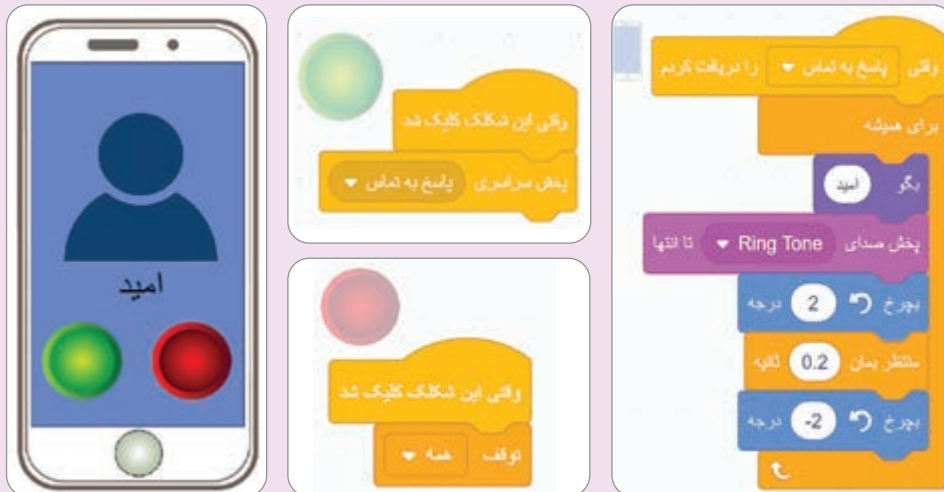 امید
وقتی این شکلک کلیک شد
پخش سراسری پاسخ به تماس
وقتی این شکلک کلیک شد
توقف همه
وقتی پاسخ به تماس را دریافت کردم
برای همیشه
بگو امید
پخش صدای Ring Tone تا انتها
بچرخ 2 درجه
منتظر بمان 0.2 ثانیه
بچرخ -2 درجه